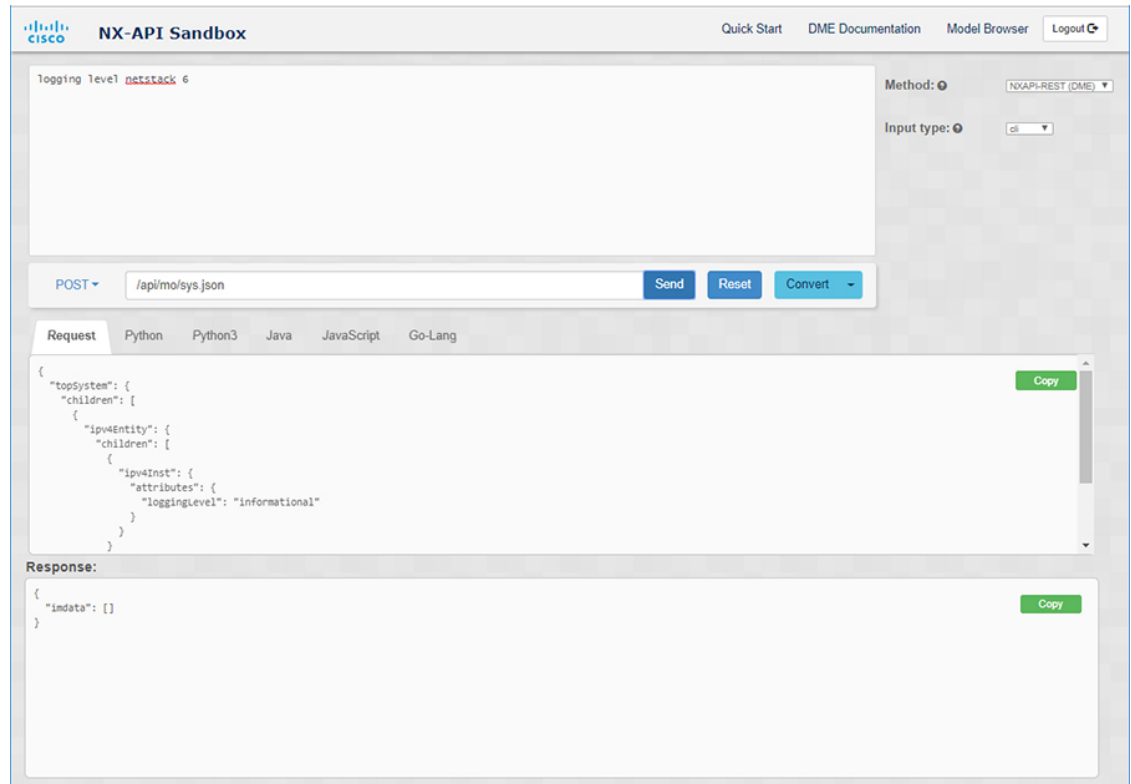 CISCO NX-API Sandbox Quick Start DME Documentation Model Browser Logout
logging level netstack 6
Method:
NXAPI-REST (DME)
Input type:
cli
POST /api/mo/sys.json Send Reset Convert
Request Python Python3 Java JavaScript Go-Lang
Copy
{
"topSystem": {
"children": [
{
"ipv4Entity": {
"children": [
{
"ipv4Inst": {
"attributes": {
"loggingLevel": "informational"
}
}
}
Response:
Copy
{
"imdata": []
}